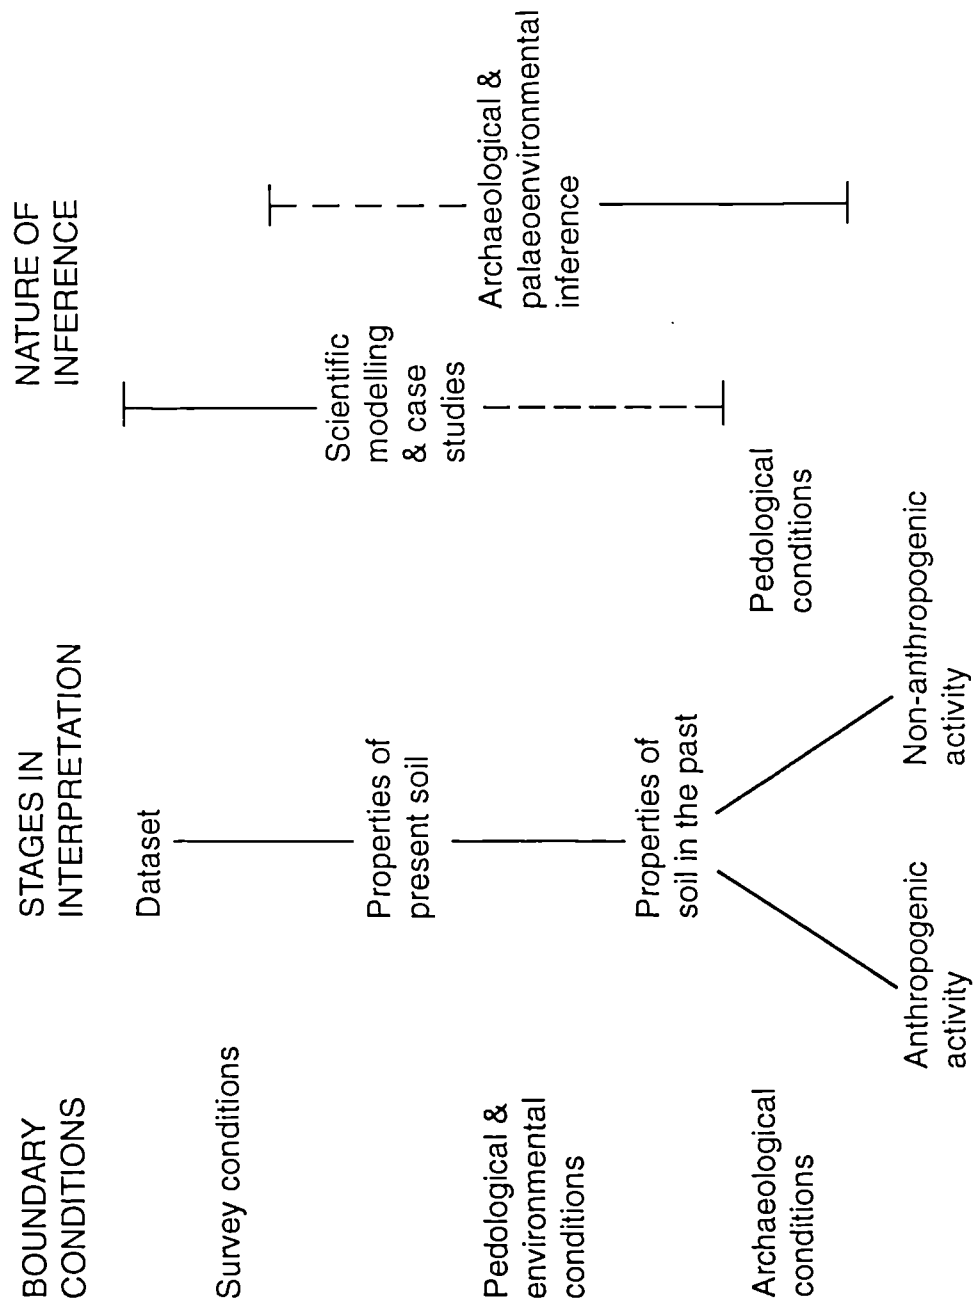 BOUNDARY
CONDITIONS
STAGES IN
INTERPRETATION
NATURE OF
INFERENCE
Dataset
Survey conditions
Scientific
modelling
& case
studies
Properties of
present soil
Archaeological &
palaeoenvironmental
inference
Pedological &
environmental
conditions
Properties of
soil in the past
Archaeological
conditions
Pedological
conditions
Anthropogenic
activity
Non-anthropogenic
activity